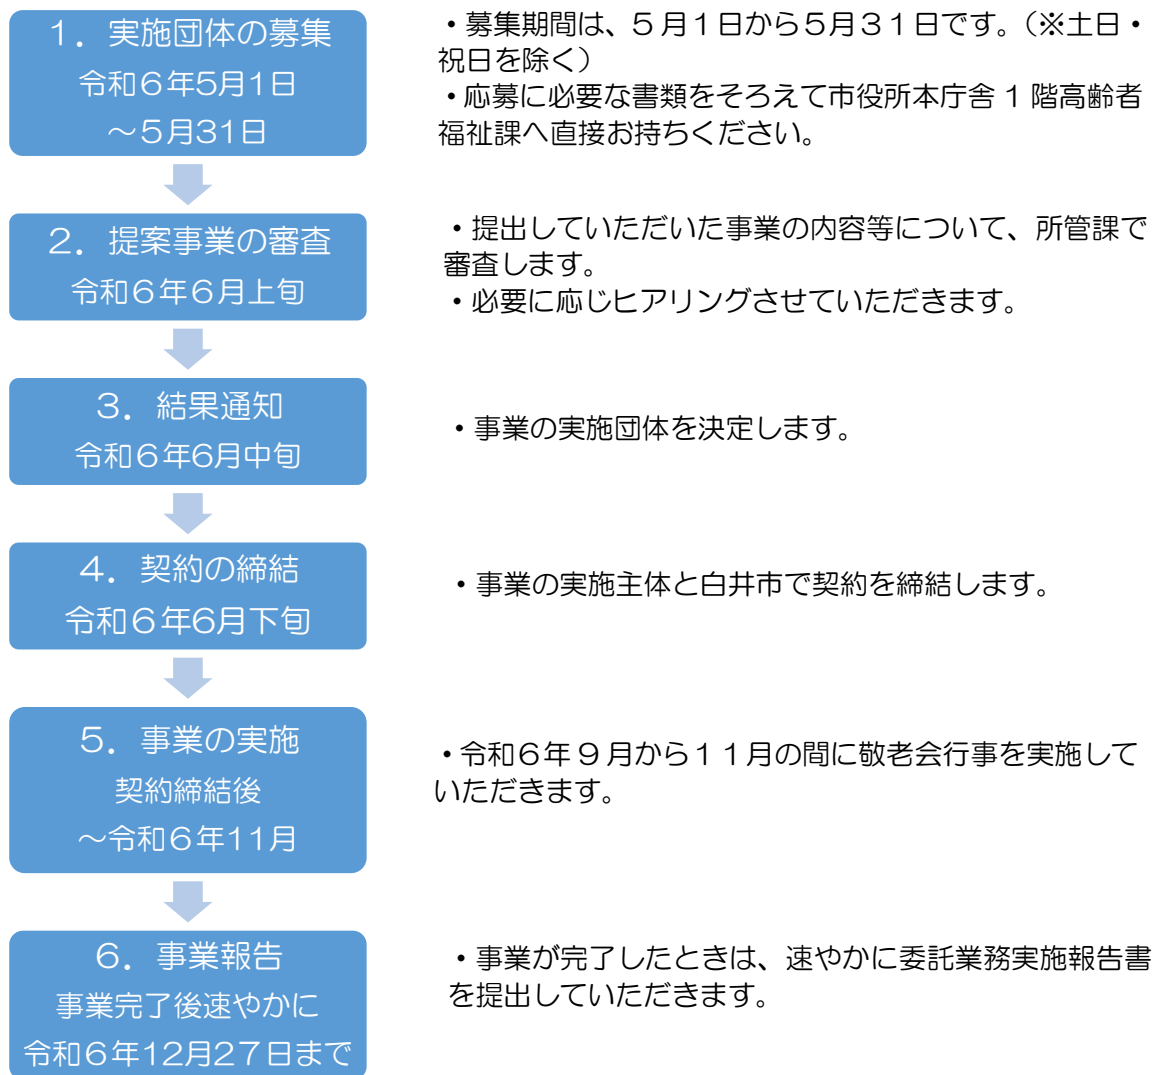 １．実施団体の募集
令和６年5月1日
～５月31日
・募集期間は、５月１日から５月３１日です。（※土日・
祝日を除く）
・応募に必要な書類をそろえて市役所本庁舎 1 階高齢者
福祉課へ直接お持ちください。
２．提案事業の審査
令和６年６月上旬
・提出していただいた事業の内容等について、所管課で
審査します。
・必要に応じヒアリングさせていただきます。
３．結果通知
令和６年6月中旬
・事業の実施団体を決定します。
４．契約の締結
令和６年6月下旬
・事業の実施主体と白井市で契約を締結します。
５．事業の実施
契約締結後
～令和６年11月
・令和６年９月から１１月の間に敬老会行事を実施して
いただきます。
６．事業報告
事業完了後速やかに
令和６年12月２７日まで
・事業が完了したときは、速やかに委託業務実施報告書
を提出していただきます。